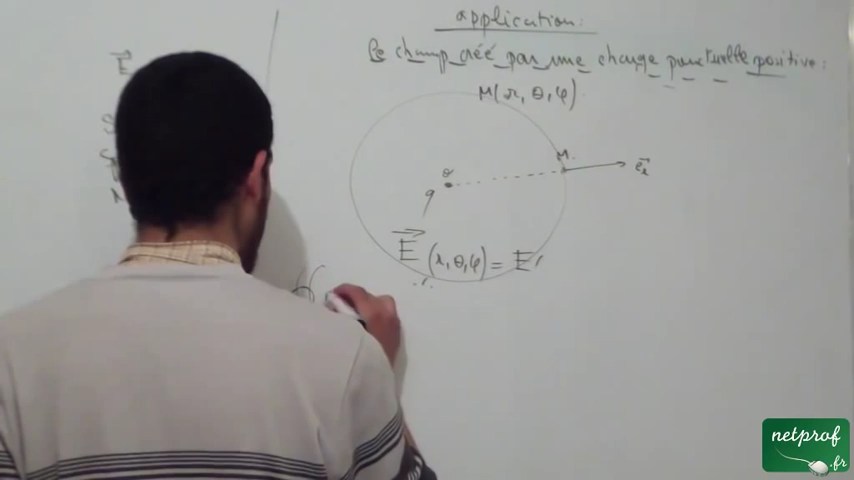 application:
le champ créé par une charge ponctuelle positive:
E
M(r, θ, φ)
M
e_r
O
q
E (r, θ, φ) = E
netprof
.fr